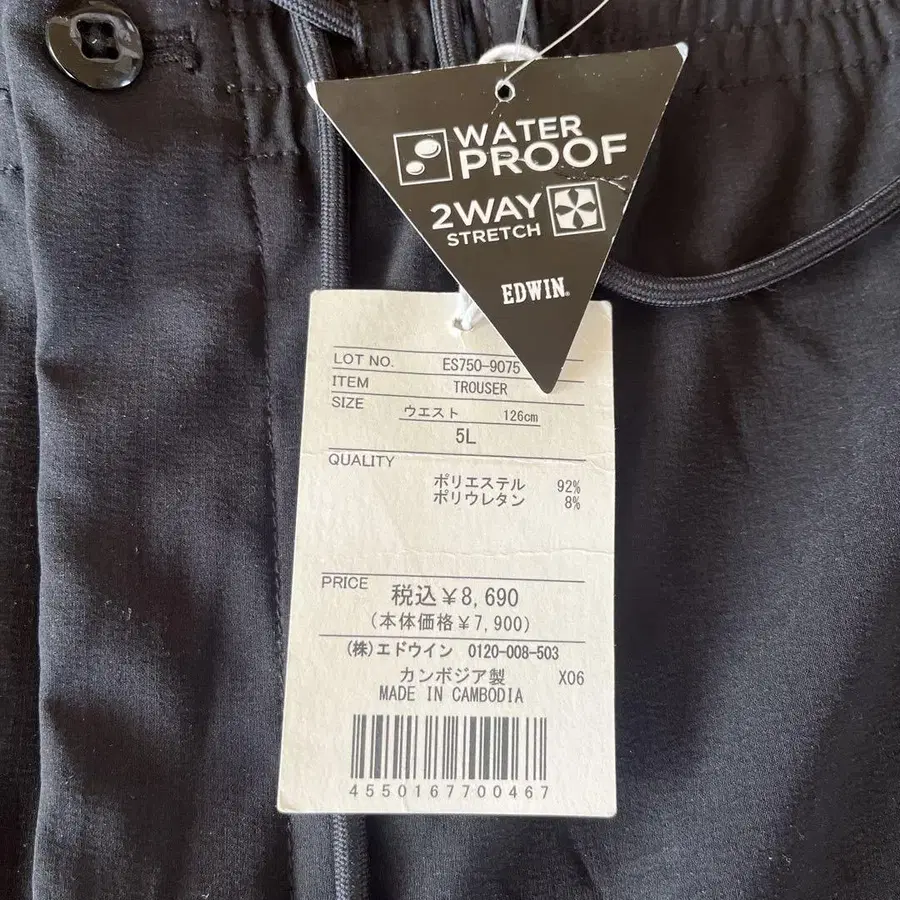 WATER
PROOF
2WAY
STRETCH
EDWIN.
LOT NO. ES750-9075
ITEM TROUSER
SIZE ウエスト 126cm
5L
QUALITY
ポリエステル 92%
ポリウレタン 8%
PRICE 税込¥8,690
(本体価格¥7,900)
(株)エドウイン 0120-008-503
カンボジア製 X06
MADE IN CAMBODIA
4550167700467